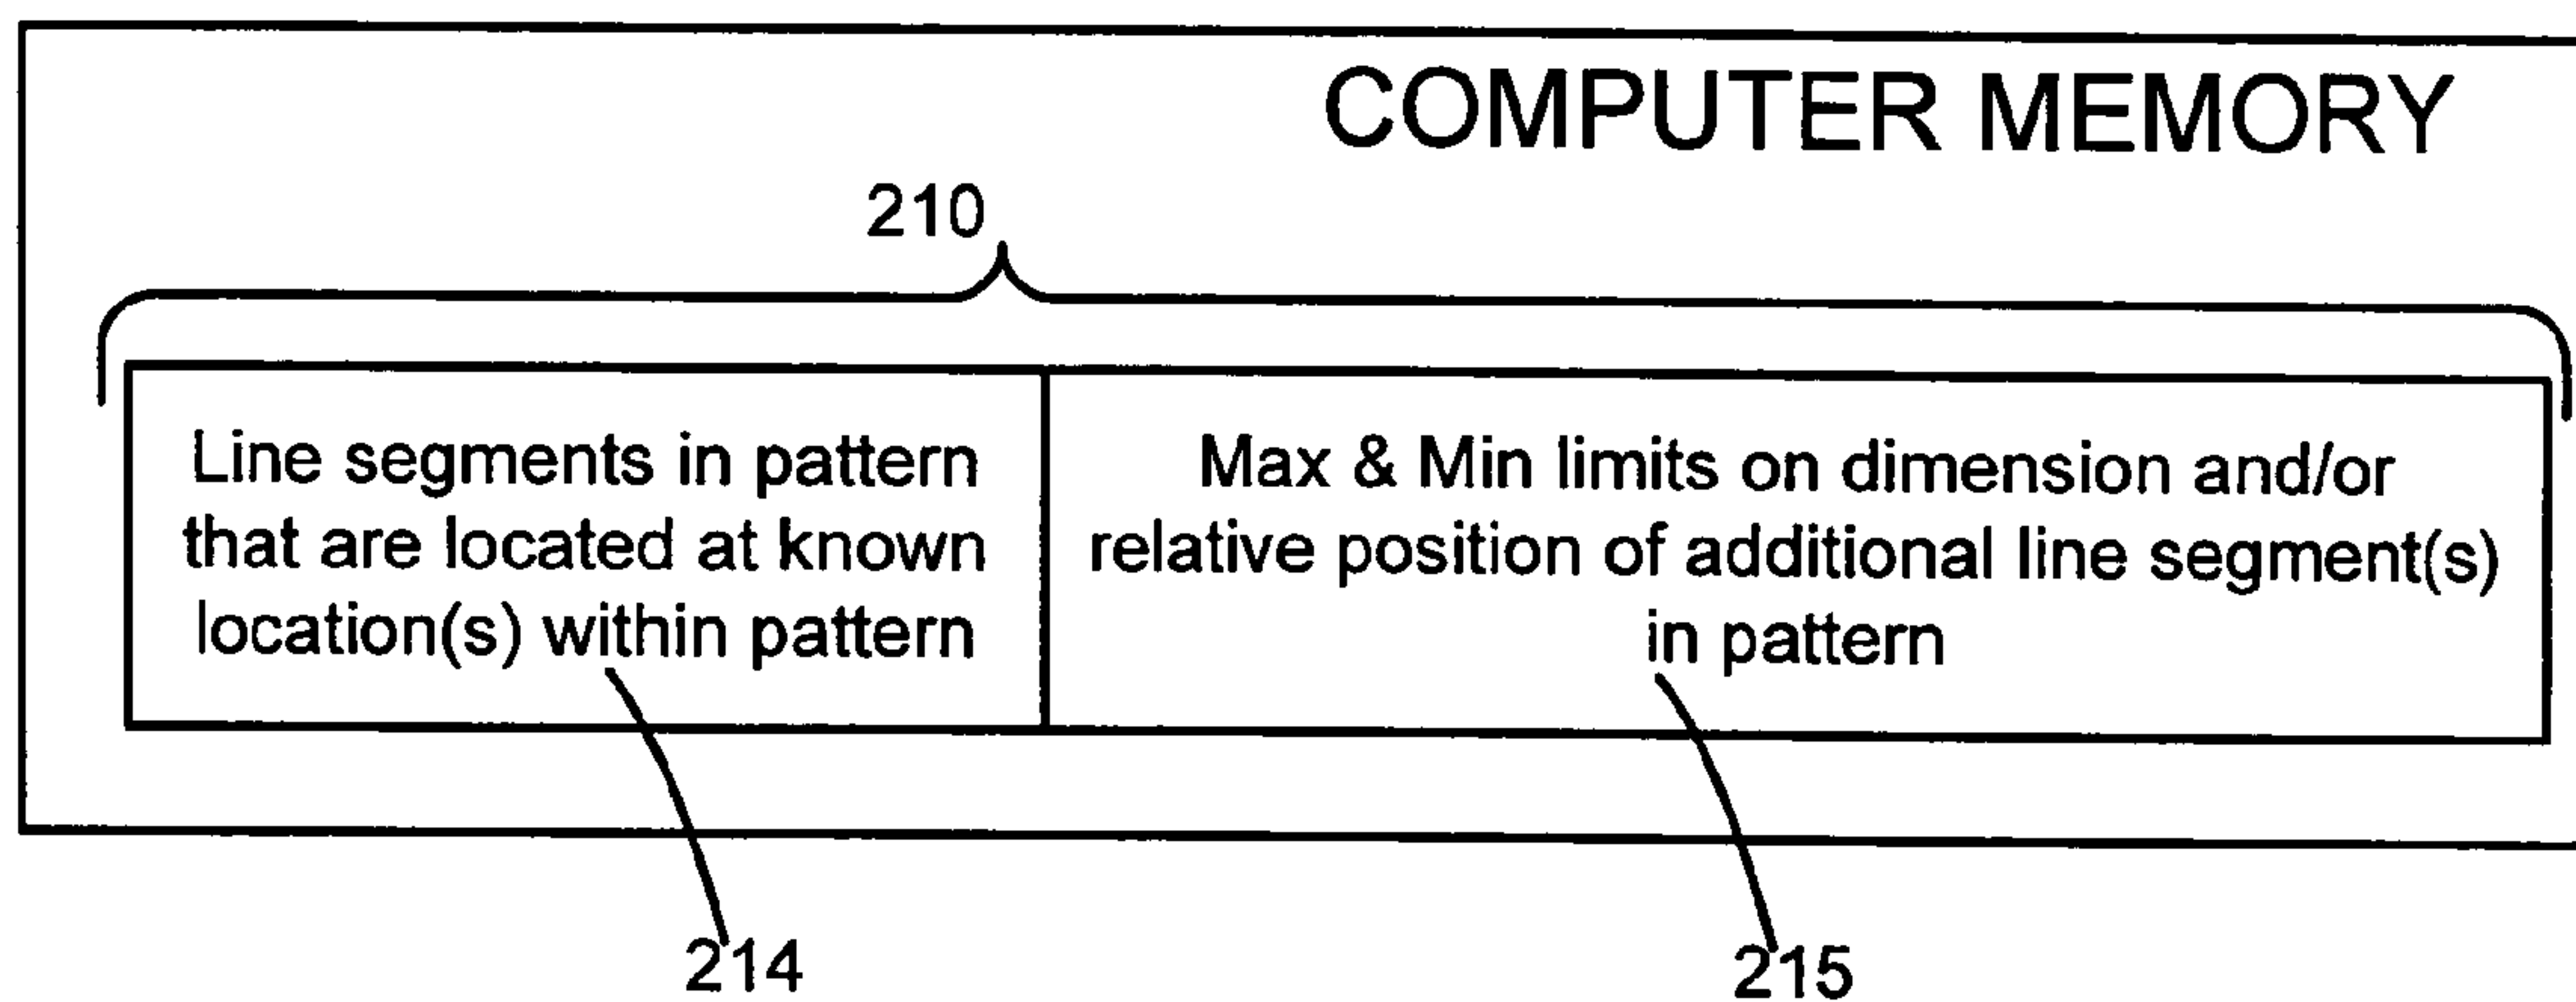 COMPUTER MEMORY
210
Line segments in pattern
that are located at known
location(s) within pattern
Max & Min limits on dimension and/or
relative position of additional line segment(s)
in pattern
214
215